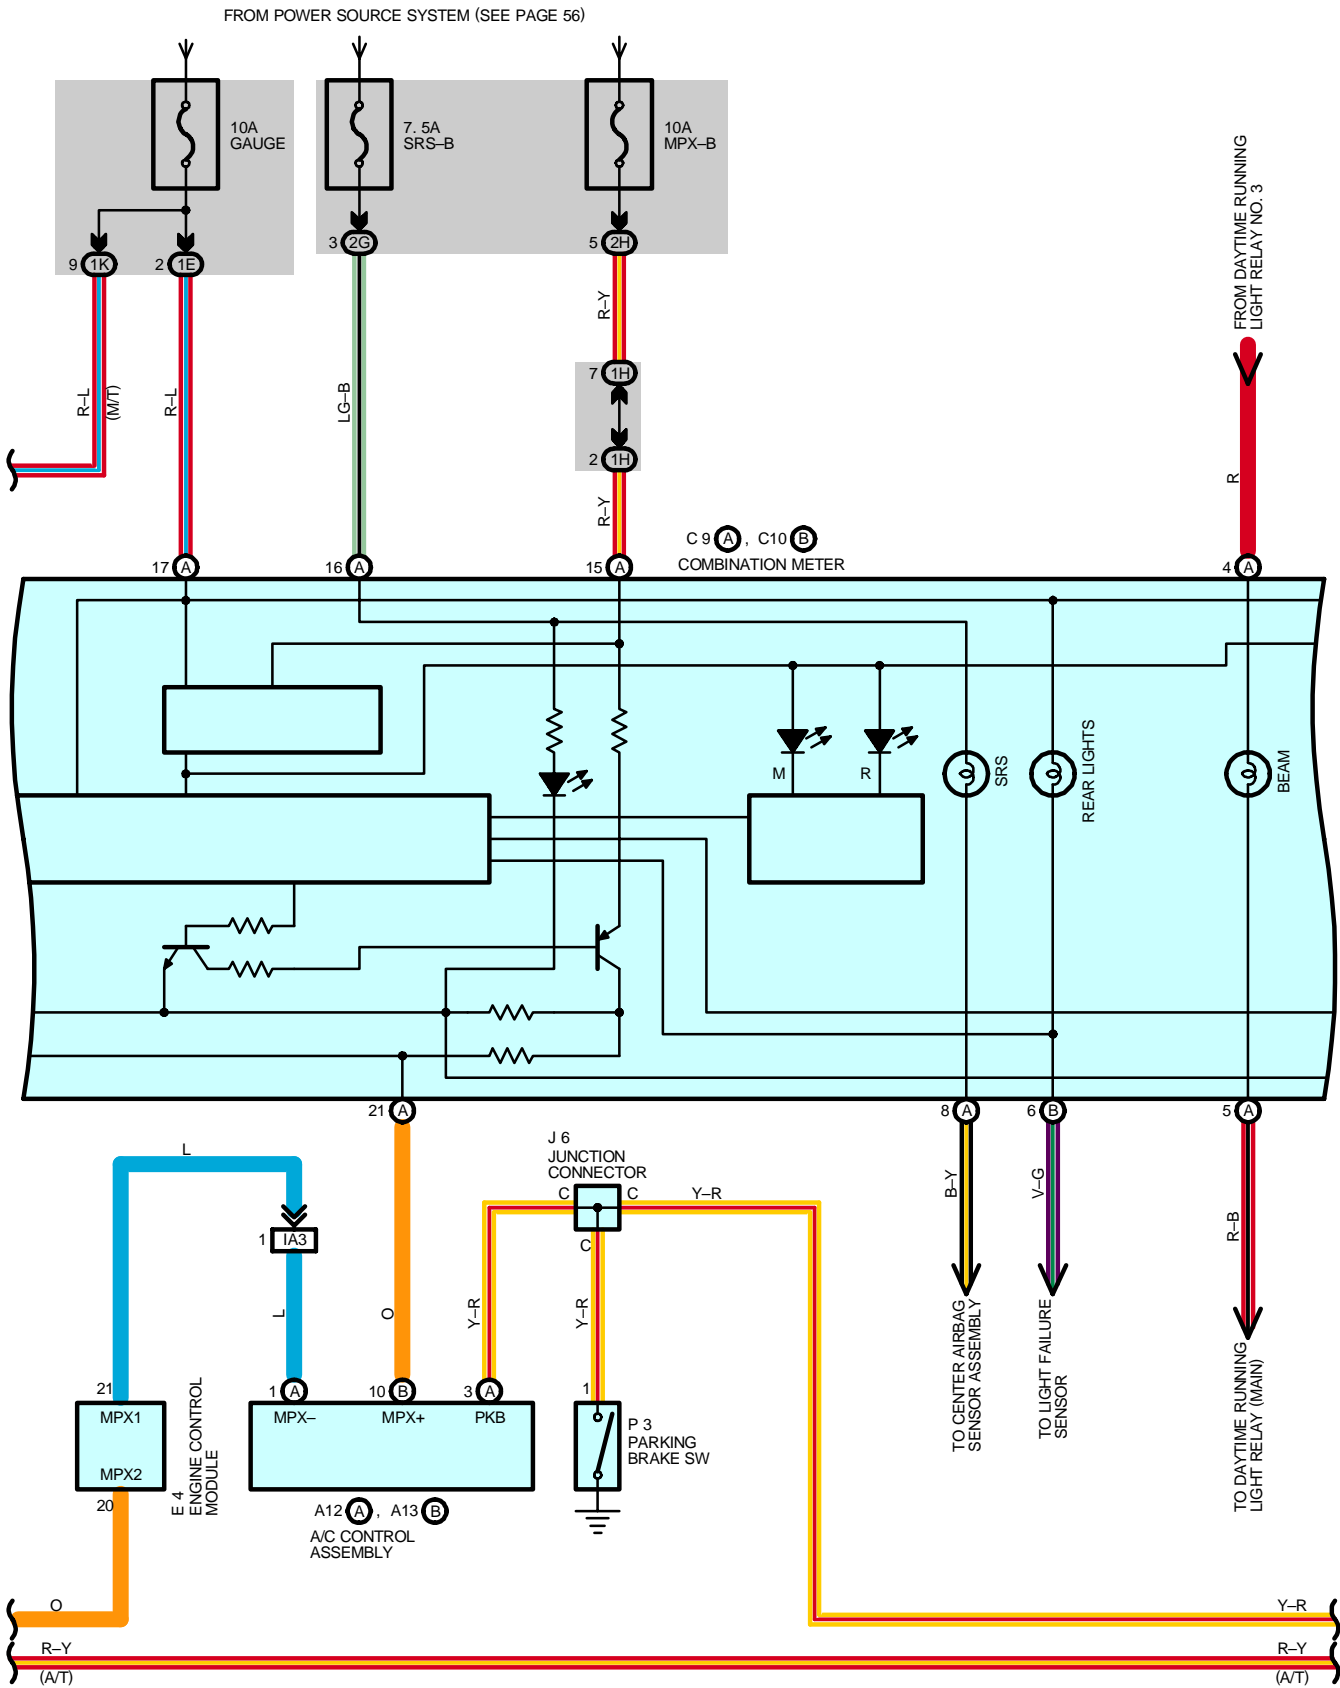 FROM POWER SOURCE SYSTEM (SEE PAGE 56)
10A
GAUGE
7. 5A
SRS–B
10A
MPX–B
FROM DAYTIME RUNNING
LIGHT RELAY NO. 3
3 2G
5 2H
9 1K
2 1E
R–Y
7 1H
R–L
(M/T)
R–L
LG–B
2 1H
R
R–Y
C 9 A , C10 B
COMBINATION METER
17 A
16 A
15 A
4 A
M
R
SRS
REAR LIGHTS
BEAM
21 A
8 A
6 B
5 A
L
J 6
JUNCTION
CONNECTOR
C
C
Y–R
B–Y
V–G
R–B
1 IA3
C
L
O
Y–R
Y–R
TO CENTER AIRBAG
SENSOR ASSEMBLY
TO LIGHT FAILURE
SENSOR
TO DAYTIME RUNNING
LIGHT RELAY (MAIN)
21
1 A
10 B
3 A
1
MPX1
MPX2
20
E 4
ENGINE CONTROL
MODULE
MPX–
MPX+
PKB
P 3
PARKING
BRAKE SW
A12 A , A13 B
A/C CONTROL
ASSEMBLY
O
Y–R
R–Y
(A/T)
R–Y
(A/T)